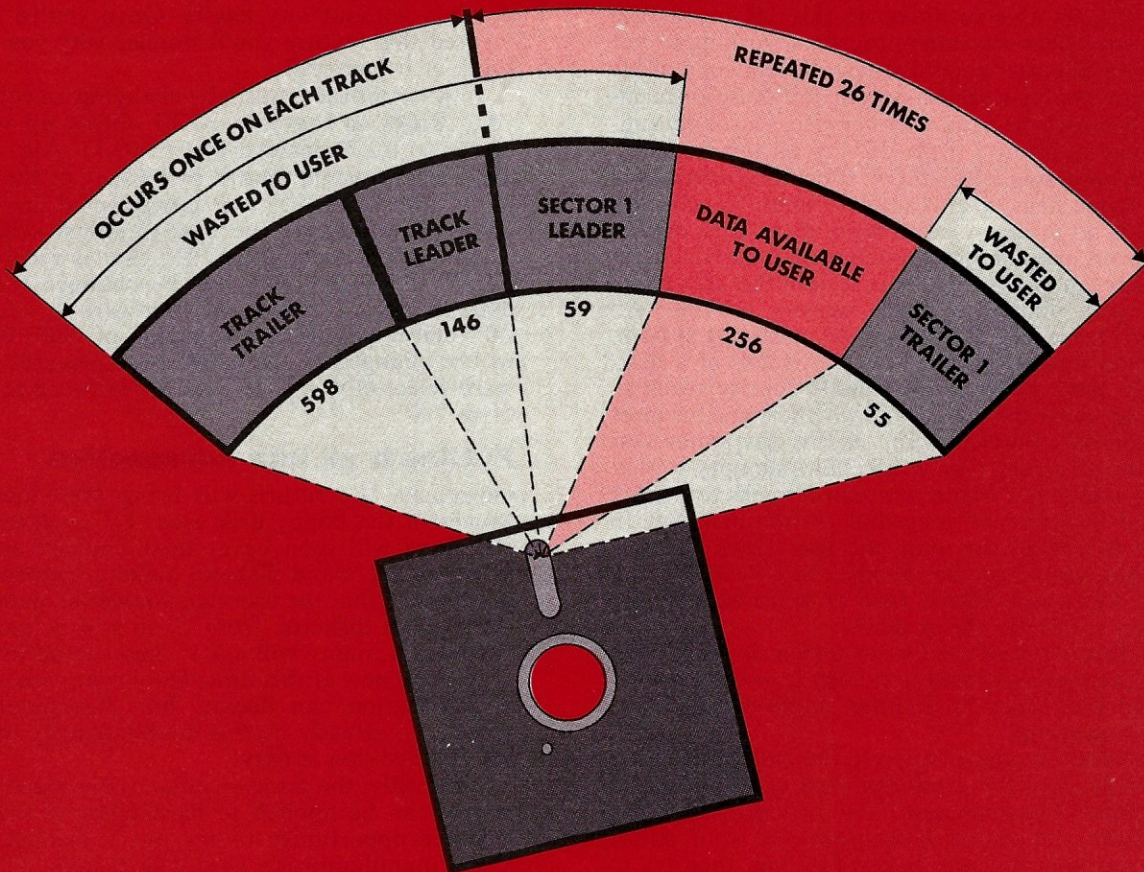 OCCURS ONCE ON EACH TRACK
REPEATED 26 TIMES
WASTED TO USER
TRACK
TRAILER
TRACK
LEADER
SECTOR 1
LEADER
DATA AVAILABLE
TO USER
WASTED
TO USER
SECTOR 1
TRAILER
598
146
59
256
55